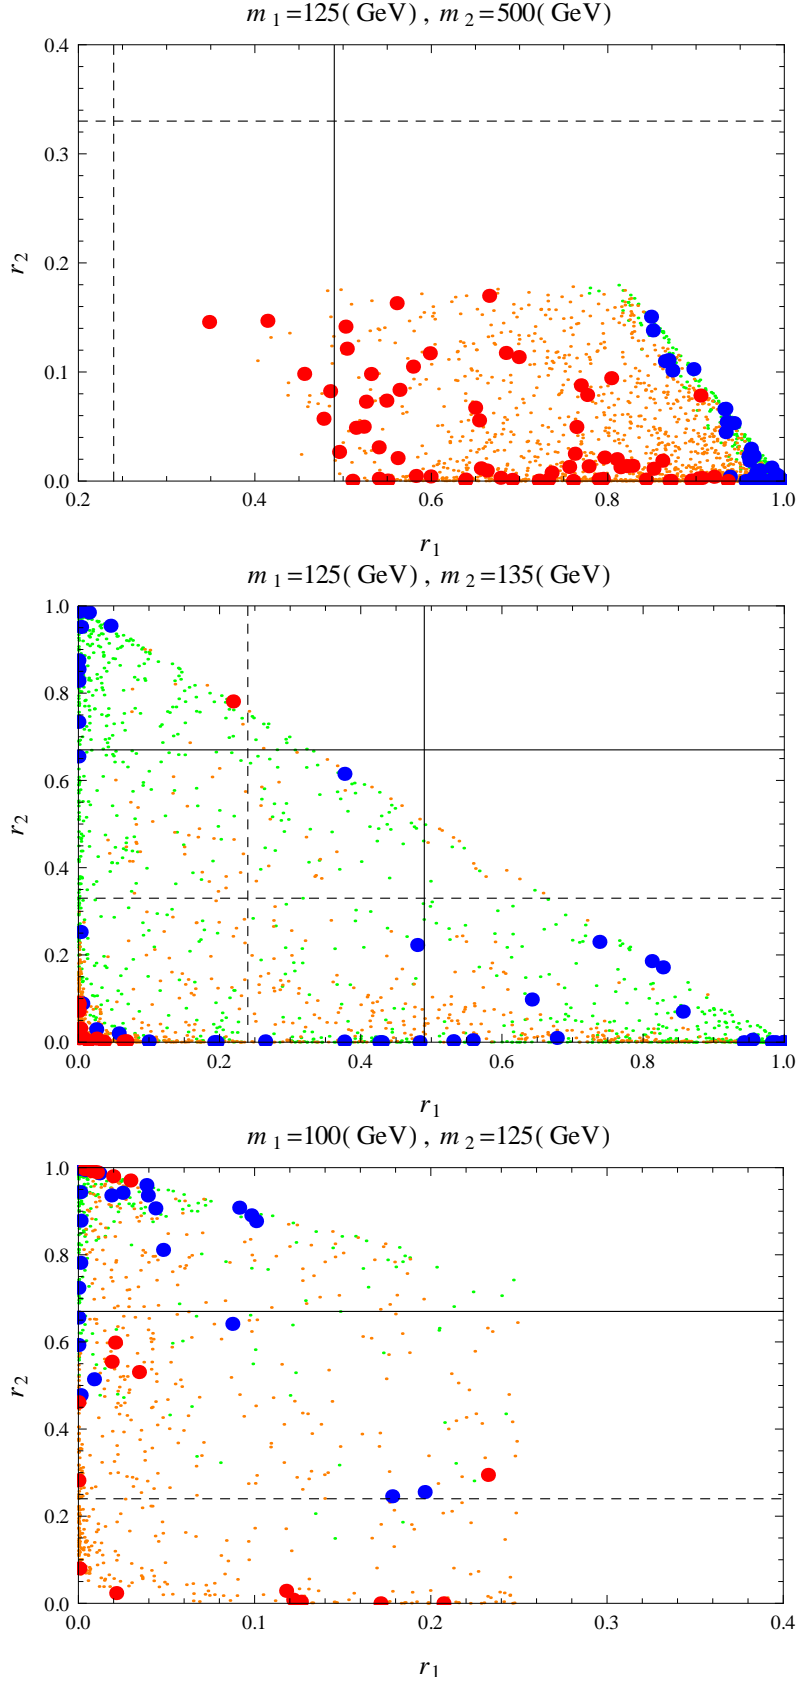 m 1=125(GeV) , m 2=500(GeV)
0.4
0.3
r2
0.2
0.1
0.0
0.2 0.4 0.6 0.8 1.0
r1
m 1=125(GeV) , m 2=135(GeV)
1.0
0.8
0.6
r2
0.4
0.2
0.0
0.0 0.2 0.4 0.6 0.8 1.0
r1
m 1=100(GeV) , m 2=125(GeV)
1.0
0.8
0.6
r2
0.4
0.2
0.0
0.0 0.1 0.2 0.3 0.4
r1